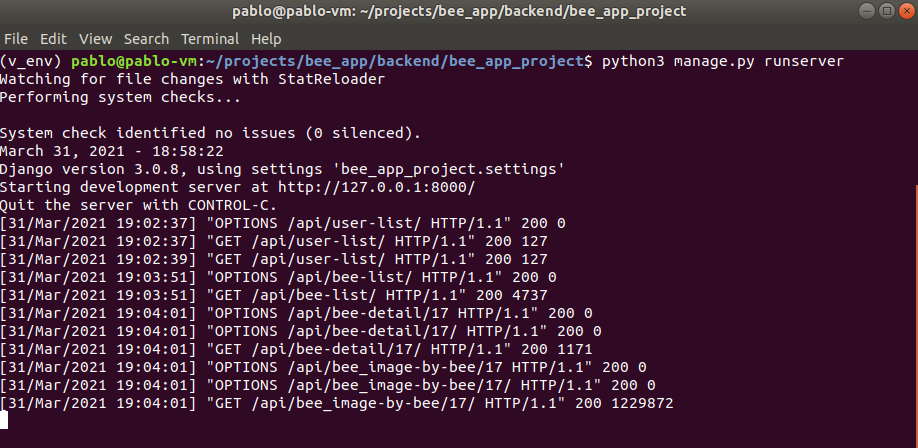 pablo@pablo-vm: ~/projects/bee_app/backend/bee_app_project
File Edit View Search Terminal Help
(v_env) pablo@pablo-vm:~/projects/bee_app/backend/bee_app_project$ python3 manage.py runserver
Watching for file changes with StatReloader
Performing system checks...
System check identified no issues (0 silenced).
March 31, 2021 - 18:58:22
Django version 3.0.8, using settings 'bee_app_project.settings'
Starting development server at http://127.0.0.1:8000/
Quit the server with CONTROL-C.
[31/Mar/2021 19:02:37] "OPTIONS /api/user-list/ HTTP/1.1" 200 0
[31/Mar/2021 19:02:37] "GET /api/user-list/ HTTP/1.1" 200 127
[31/Mar/2021 19:02:39] "GET /api/user-list/ HTTP/1.1" 200 127
[31/Mar/2021 19:03:51] "OPTIONS /api/bee-list/ HTTP/1.1" 200 0
[31/Mar/2021 19:03:51] "GET /api/bee-list/ HTTP/1.1" 200 4737
[31/Mar/2021 19:04:01] "OPTIONS /api/bee-detail/17 HTTP/1.1" 200 0
[31/Mar/2021 19:04:01] "OPTIONS /api/bee-detail/17/ HTTP/1.1" 200 0
[31/Mar/2021 19:04:01] "GET /api/bee-detail/17/ HTTP/1.1" 200 1171
[31/Mar/2021 19:04:01] "OPTIONS /api/bee_image-by-bee/17 HTTP/1.1" 200 0
[31/Mar/2021 19:04:01] "OPTIONS /api/bee_image-by-bee/17/ HTTP/1.1" 200 0
[31/Mar/2021 19:04:01] "GET /api/bee_image-by-bee/17/ HTTP/1.1" 200 1229872